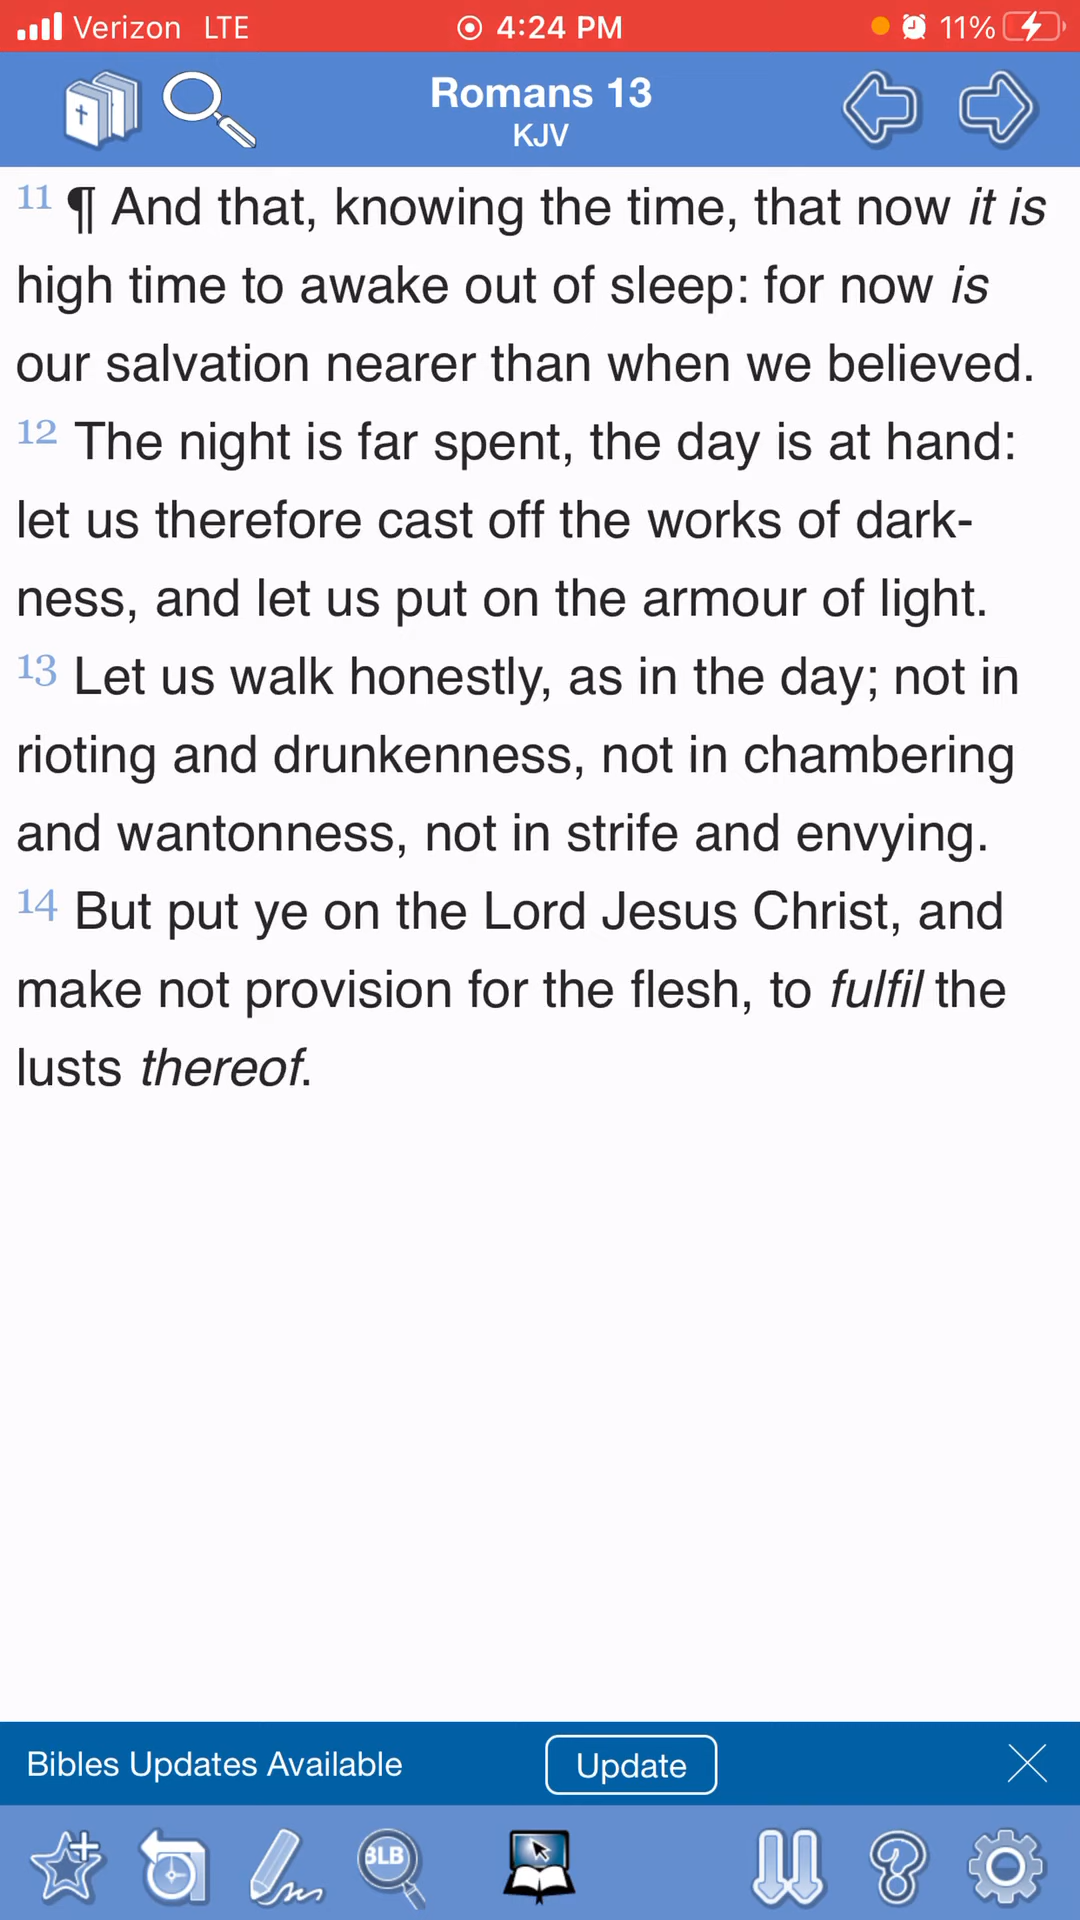 Verizon LTE 4:24 PM 11%
Romans 13
KJV
11 ¶ And that, knowing the time, that now it is
high time to awake out of sleep: for now is
our salvation nearer than when we believed.
12 The night is far spent, the day is at hand:
let us therefore cast off the works of dark-
ness, and let us put on the armour of light.
13 Let us walk honestly, as in the day; not in
rioting and drunkenness, not in chambering
and wantonness, not in strife and envying.
14 But put ye on the Lord Jesus Christ, and
make not provision for the flesh, to fulfil the
lusts thereof.
Bibles Updates Available Update
BLB